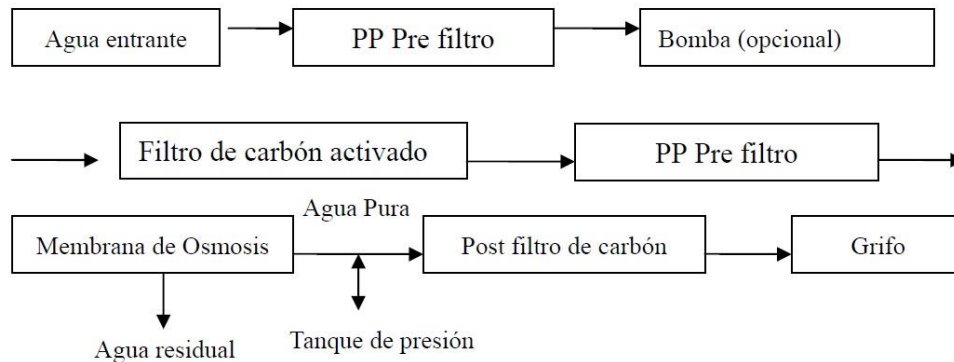 Agua entrante
PP Pre filtro
Bomba (opcional)
Filtro de carbón activado
PP Pre filtro
Agua Pura
Membrana de Osmosis
Post filtro de carbón
Grifo
Agua residual
Tanque de presión